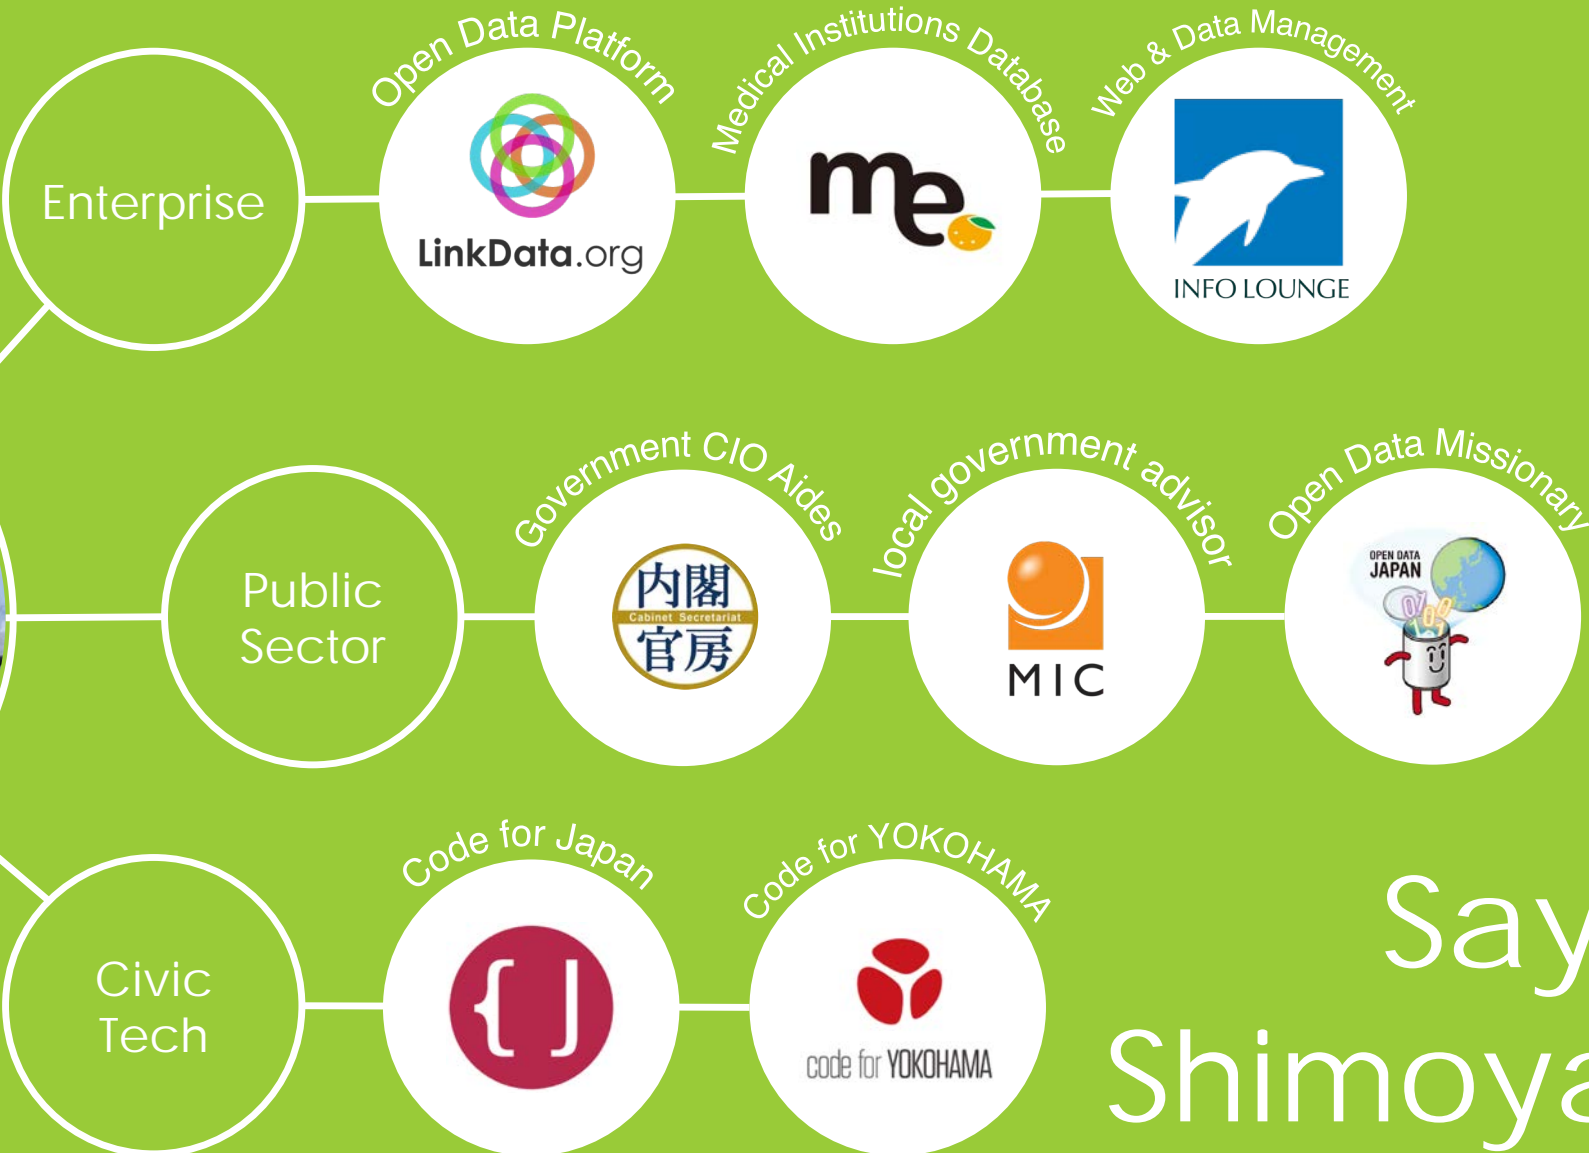 Enterprise
Open Data Platform
LinkData.org
Medical Institutions Database
me
Web & Data Management
INFO LOUNGE
Public
Sector
Government CIO Aides
内閣
Cabinet Secretariat
官房
local government advisor
MIC
Open Data Missionary
OPEN DATA
JAPAN
Civic
Tech
Code for Japan
{J
Code for YOKOHAMA
code for YOKOHAMA
Say
Shimoya